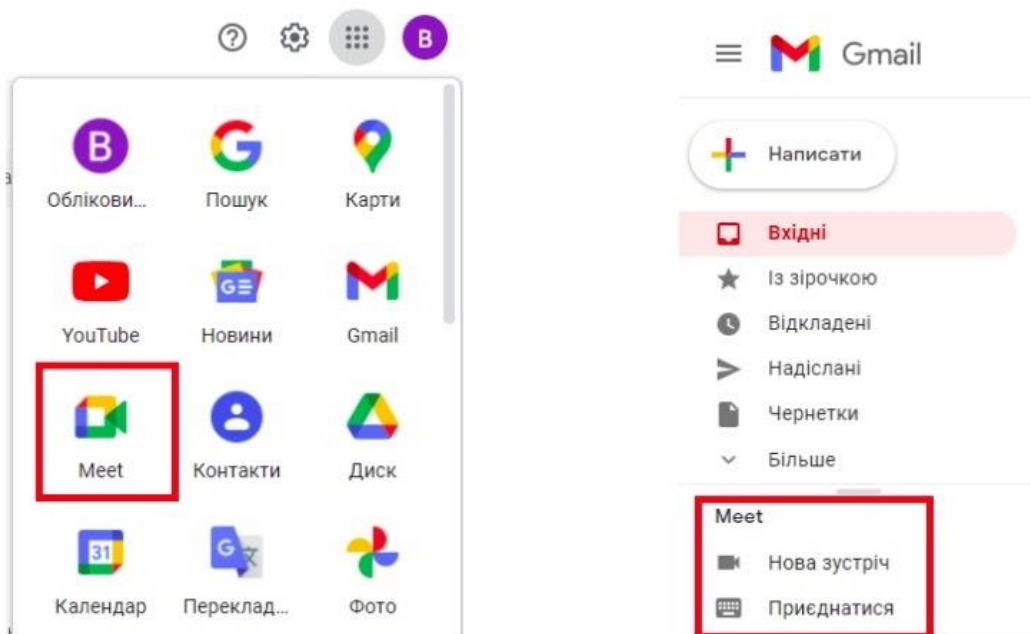 B
B
Облікови...
Пошук
Карти
YouTube
G
Новини
Gmail
Meet
Контакти
Диск
31
Календар
G
Переклад...
Фото
Gmail
Написати
Вхідні
Із зірочкою
Відкладені
Надіслані
Чернетки
Більше
Meet
Нова зустріч
Приєднатися